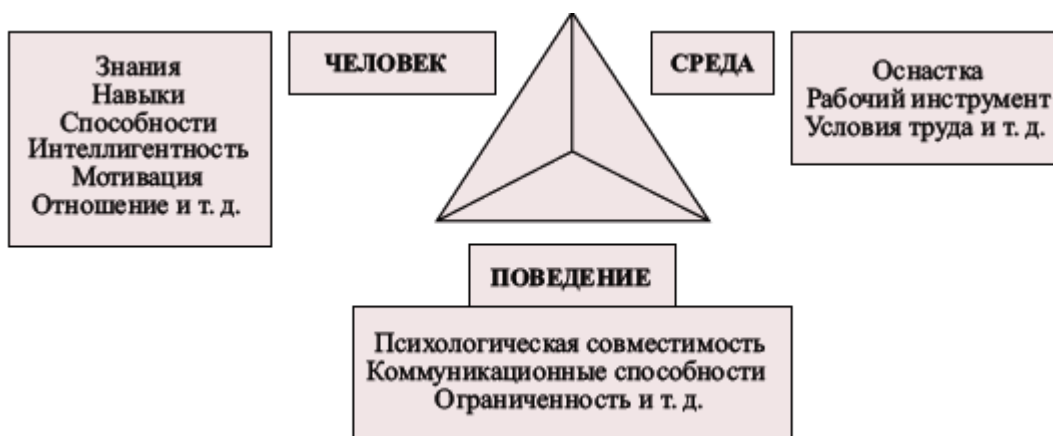 ЧЕЛОВЕК
Знания
Навыки
Способности
Интеллигентность
Мотивация
Отношение и т. д.
СРЕДА
Оснастка
Рабочий инструмент
Условия труда и т. д.
ПОВЕДЕНИЕ
Психологическая совместимость
Коммуникационные способности
Ограниченность и т. д.